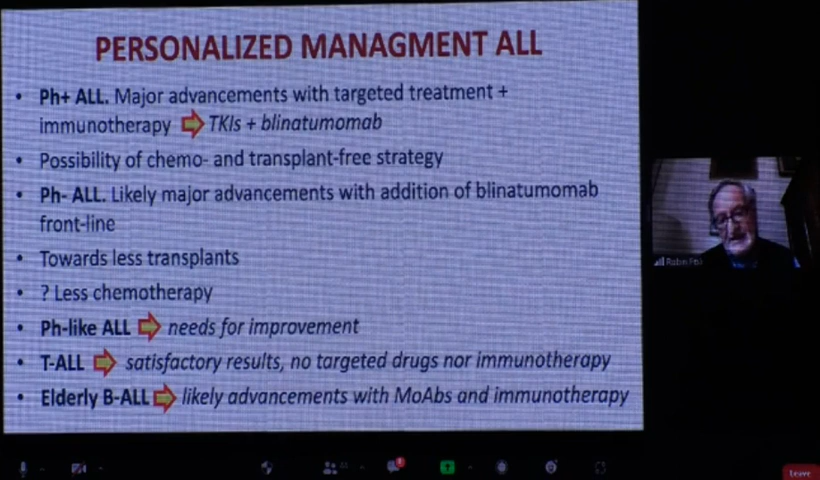 PERSONALIZED MANAGMENT ALL
• Ph+ ALL. Major advancements with targeted treatment +
immunotherapy TKIs + blinatumomab
• Possibility of chemo- and transplant-free strategy
• Ph- ALL. Likely major advancements with addition of blinatumomab
front-line
• Towards less transplants
• ? Less chemotherapy
• Ph-like ALL needs for improvement
• T-ALL satisfactory results, no targeted drugs nor immunotherapy
• Elderly B-ALL likely advancements with MoAbs and immunotherapy
Robin
Leave